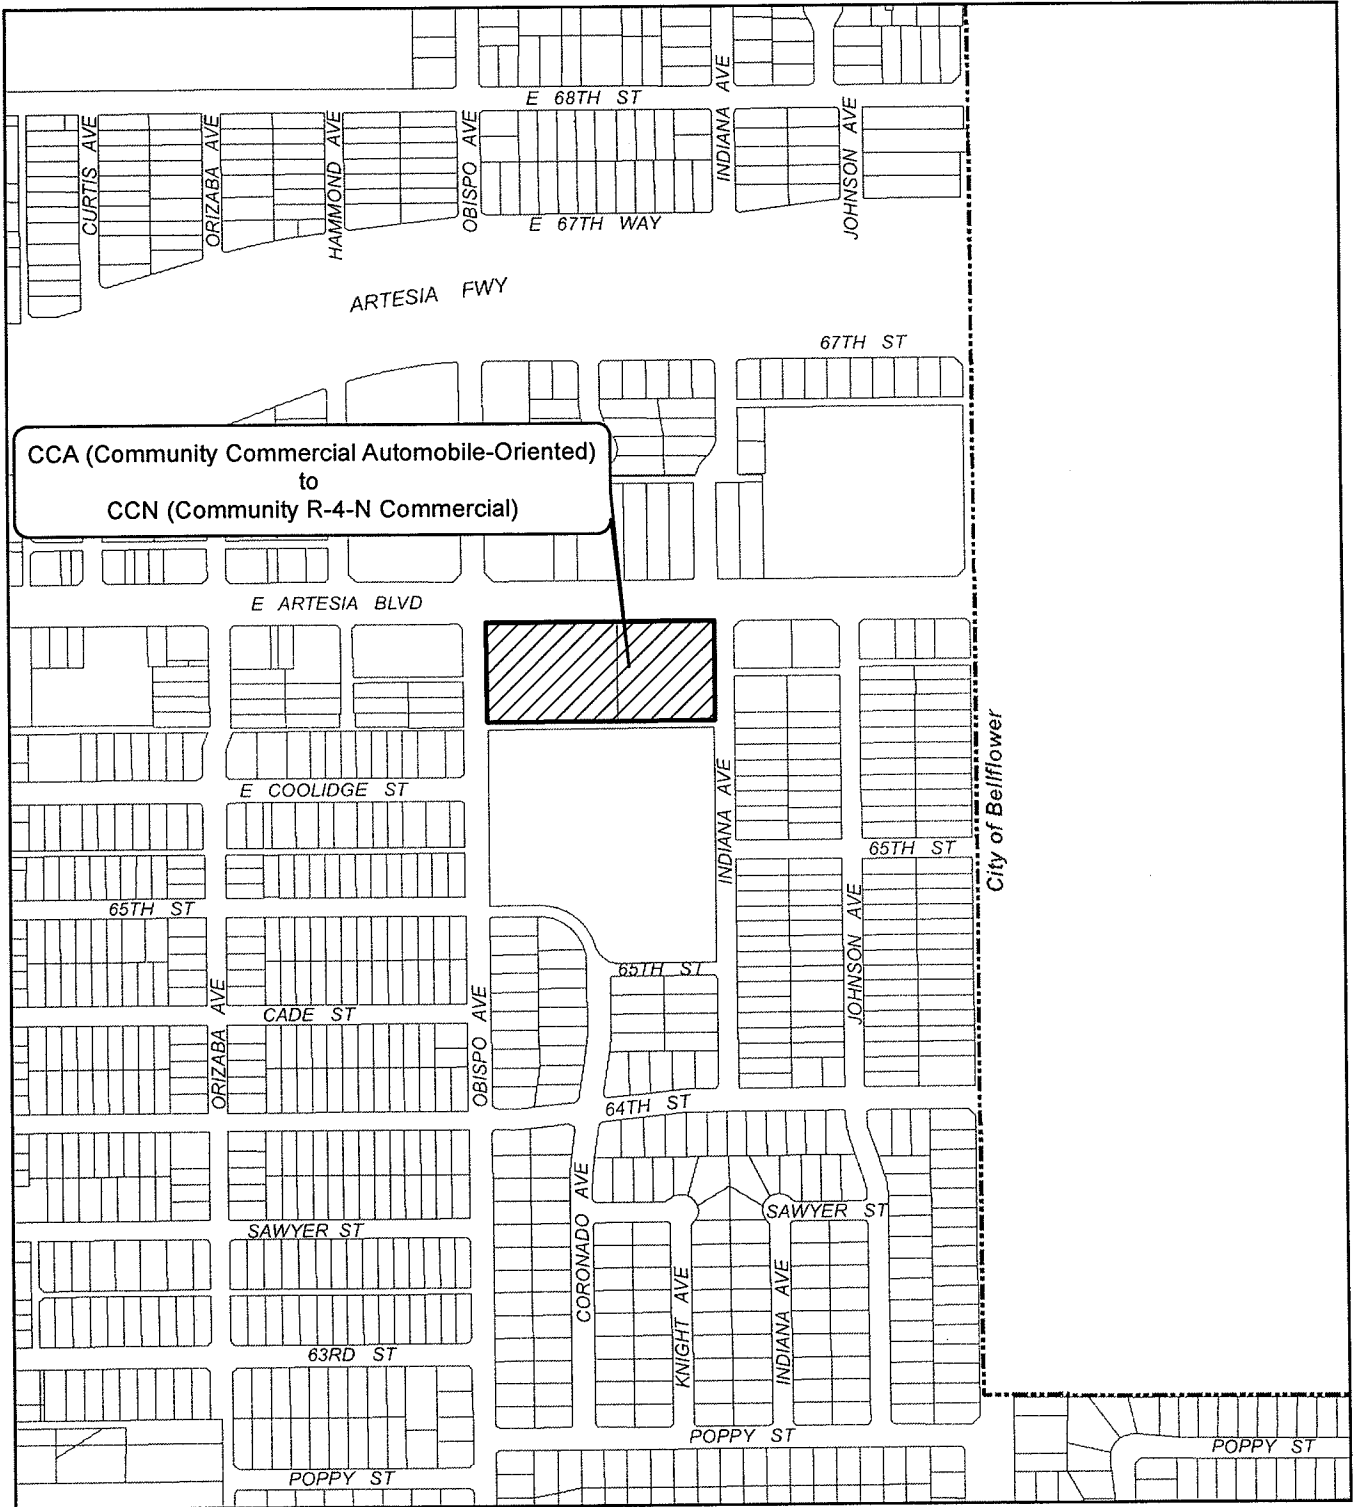 E 68TH ST
CURTIS AVE
ORIZABA AVE
HAMMOND AVE
OBISPO AVE
INDIANA AVE
JOHNSON AVE
E 67TH WAY
ARTESIA FWY
67TH ST
CCA (Community Commercial Automobile-Oriented)
to
CCN (Community R-4-N Commercial)
E ARTESIA BLVD
E COOLIDGE ST
INDIANA AVE
City of Bellflower
65TH ST
65TH ST
JOHNSON AVE
65TH ST
ORIZABA AVE
CADE ST
OBISPO AVE
64TH ST
CORONADO AVE
SAWYER ST
SAWYER ST
KNIGHT AVE
INDIANA AVE
63RD ST
POPPY ST
POPPY ST
POPPY ST